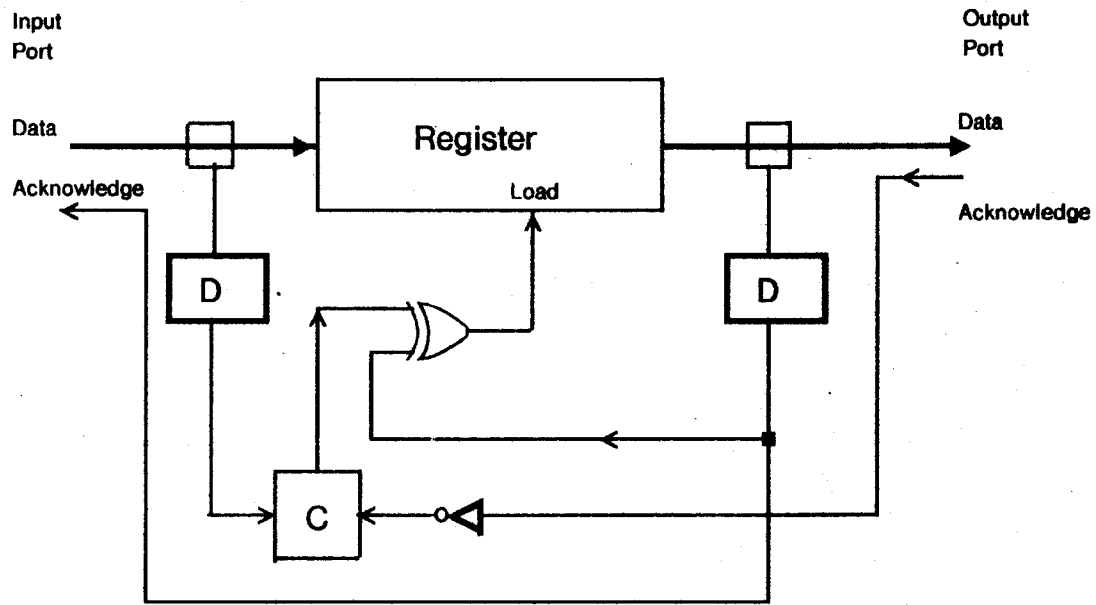 Input
Port
Output
Port
Data
Register
Data
Acknowledge
Load
Acknowledge
D
D
C